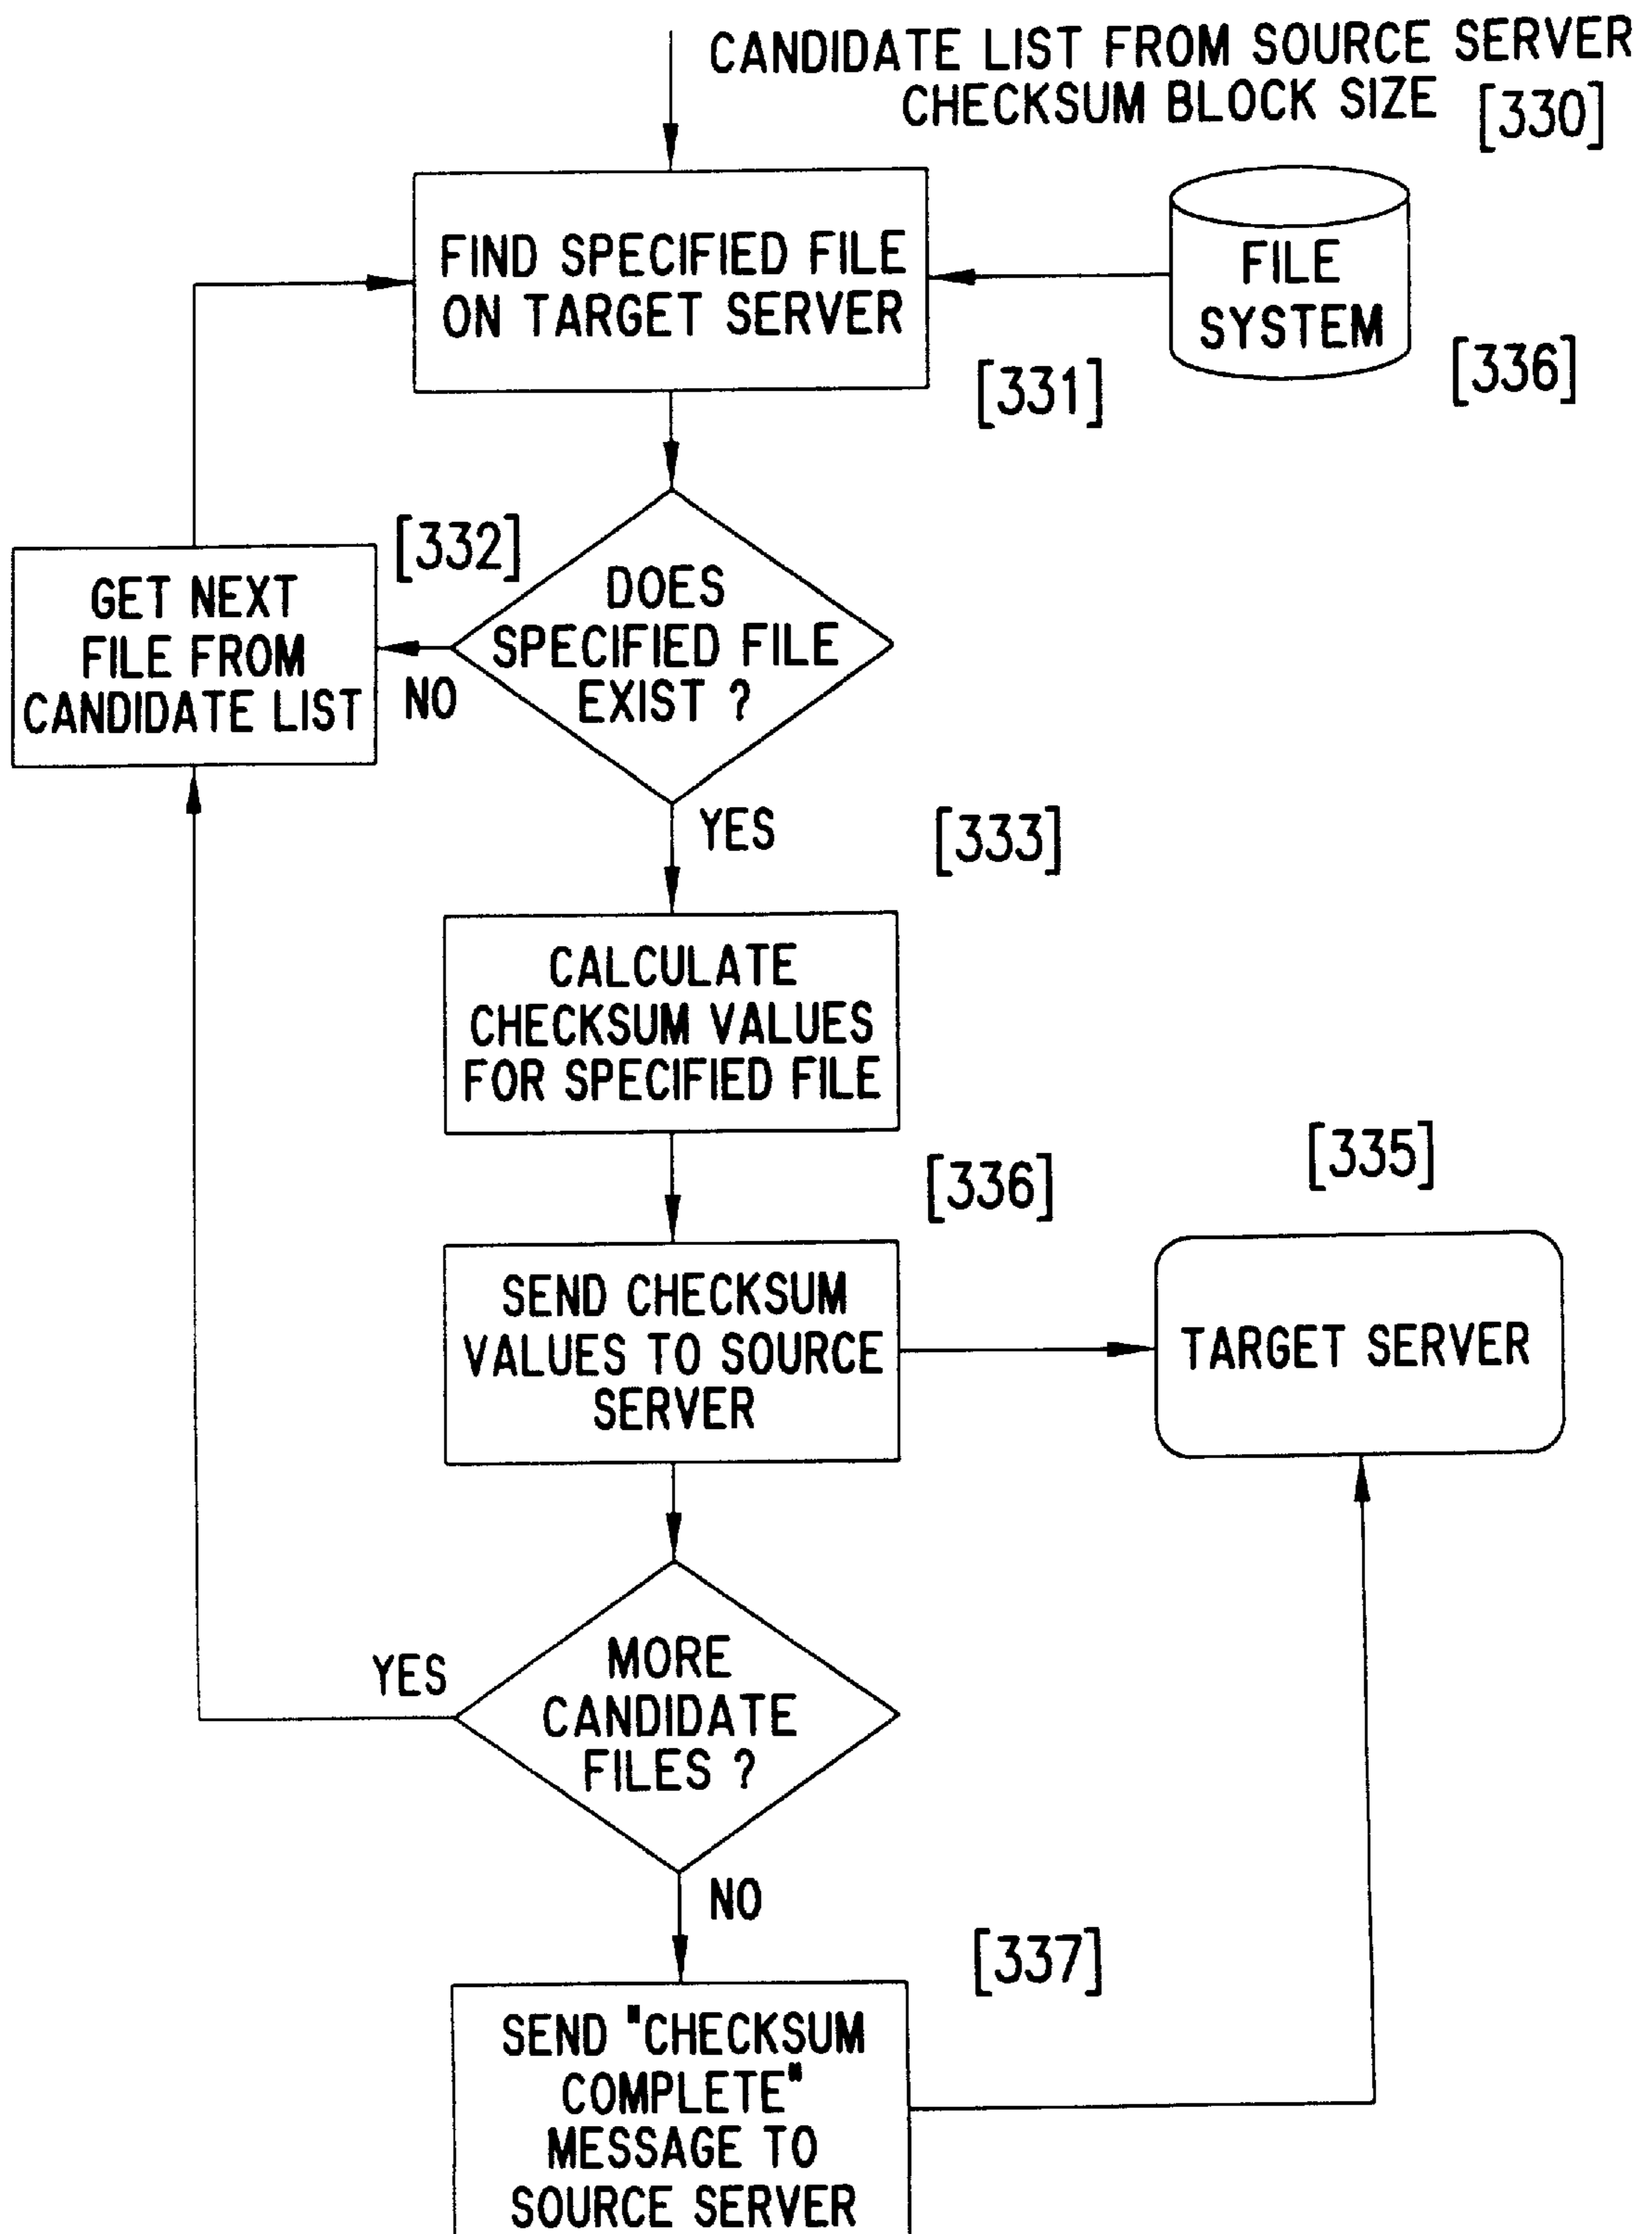 CANDIDATE LIST FROM SOURCE SERVER
CHECKSUM BLOCK SIZE [330]
FIND SPECIFIED FILE
ON TARGET SERVER
[331]
FILE
SYSTEM
[336]
[332]
GET NEXT
FILE FROM
CANDIDATE LIST
NO
DOES
SPECIFIED FILE
EXIST ?
YES
[333]
CALCULATE
CHECKSUM VALUES
FOR SPECIFIED FILE
[336]
[335]
SEND CHECKSUM
VALUES TO SOURCE
SERVER
TARGET SERVER
YES
MORE
CANDIDATE
FILES ?
NO
[337]
SEND "CHECKSUM
COMPLETE"
MESSAGE TO
SOURCE SERVER